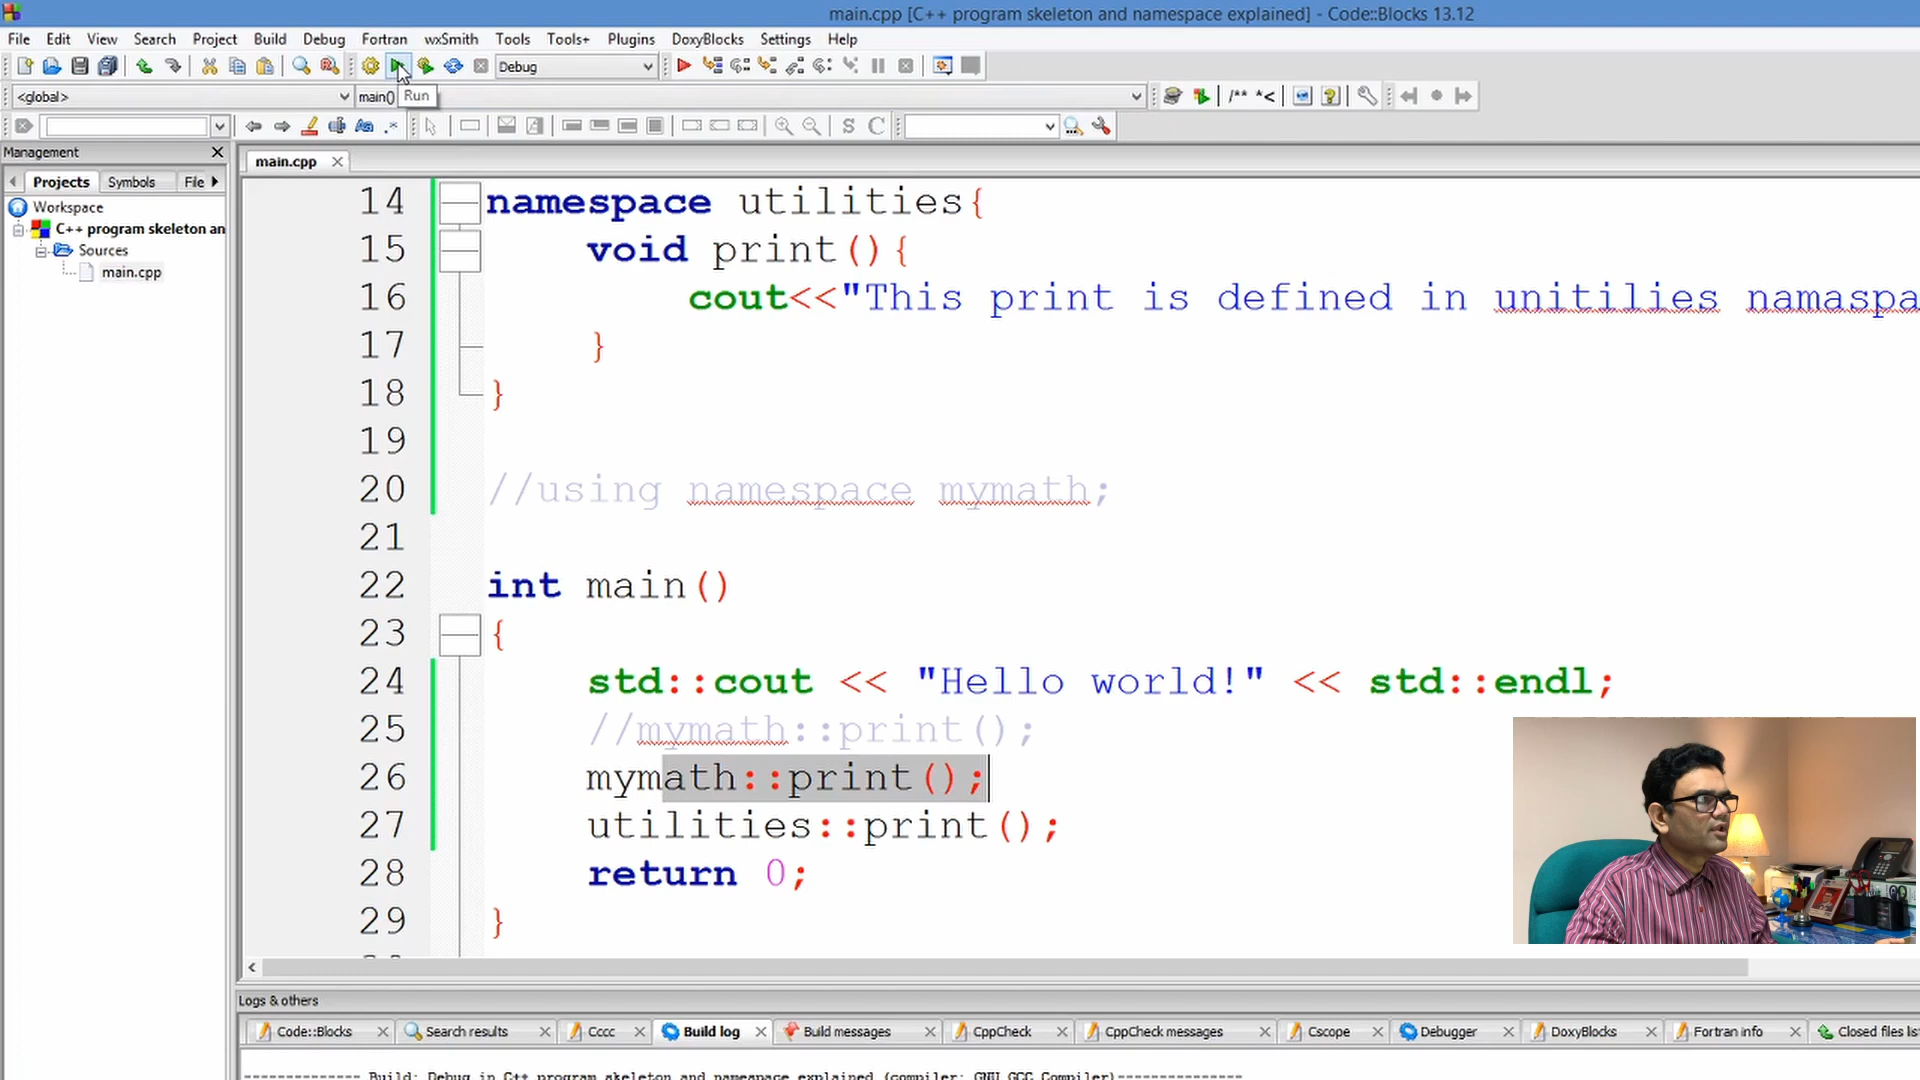 main.cpp [C++ program skeleton and namespace explained] - Code::Blocks 13.12
File Edit View Search Project Build Debug Fortran wxSmith Tools Tools+ Plugins DoxyBlocks Settings Help
Debug
<global> main() /** *<
Run
S C
Management
main.cpp
Projects Symbols File
Workspace
C++ program skeleton an
Sources
main.cpp
14 namespace utilities{
15 void print(){
16 cout<<"This print is defined in unitilies namaspa
17 }
18 }
19
20 //using namespace mymath;
21
22 int main()
23 {
24 std::cout << "Hello world!" << std::endl;
25 //mymath::print();
26 mymath::print();
27 utilities::print();
28 return 0;
29 }
Logs & others
Code::Blocks Search results Cccc Build log Build messages CppCheck CppCheck messages Cscope Debugger DoxyBlocks Fortran info Closed files lis
-------------- Build: Debug in C++ program skeleton and namespace explained (compiler: GNU GCC Compiler)---------------